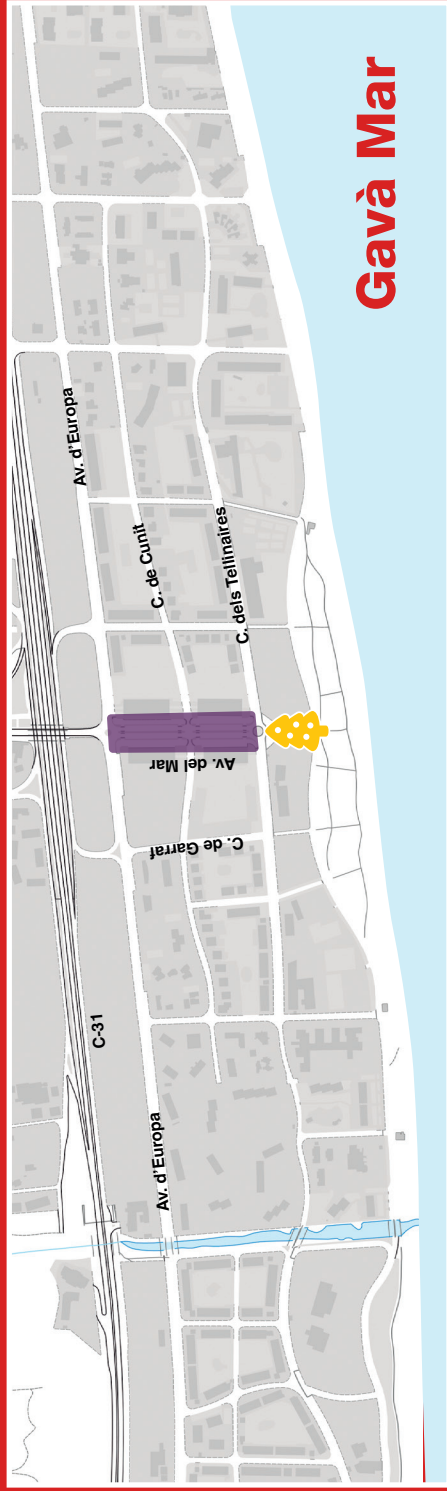 Gavà Mar
Av. d'Europa
C. de Cunit
C. dels Tellinaires
Av. del Mar
C. de Garraf
C-31
Av. d'Europa